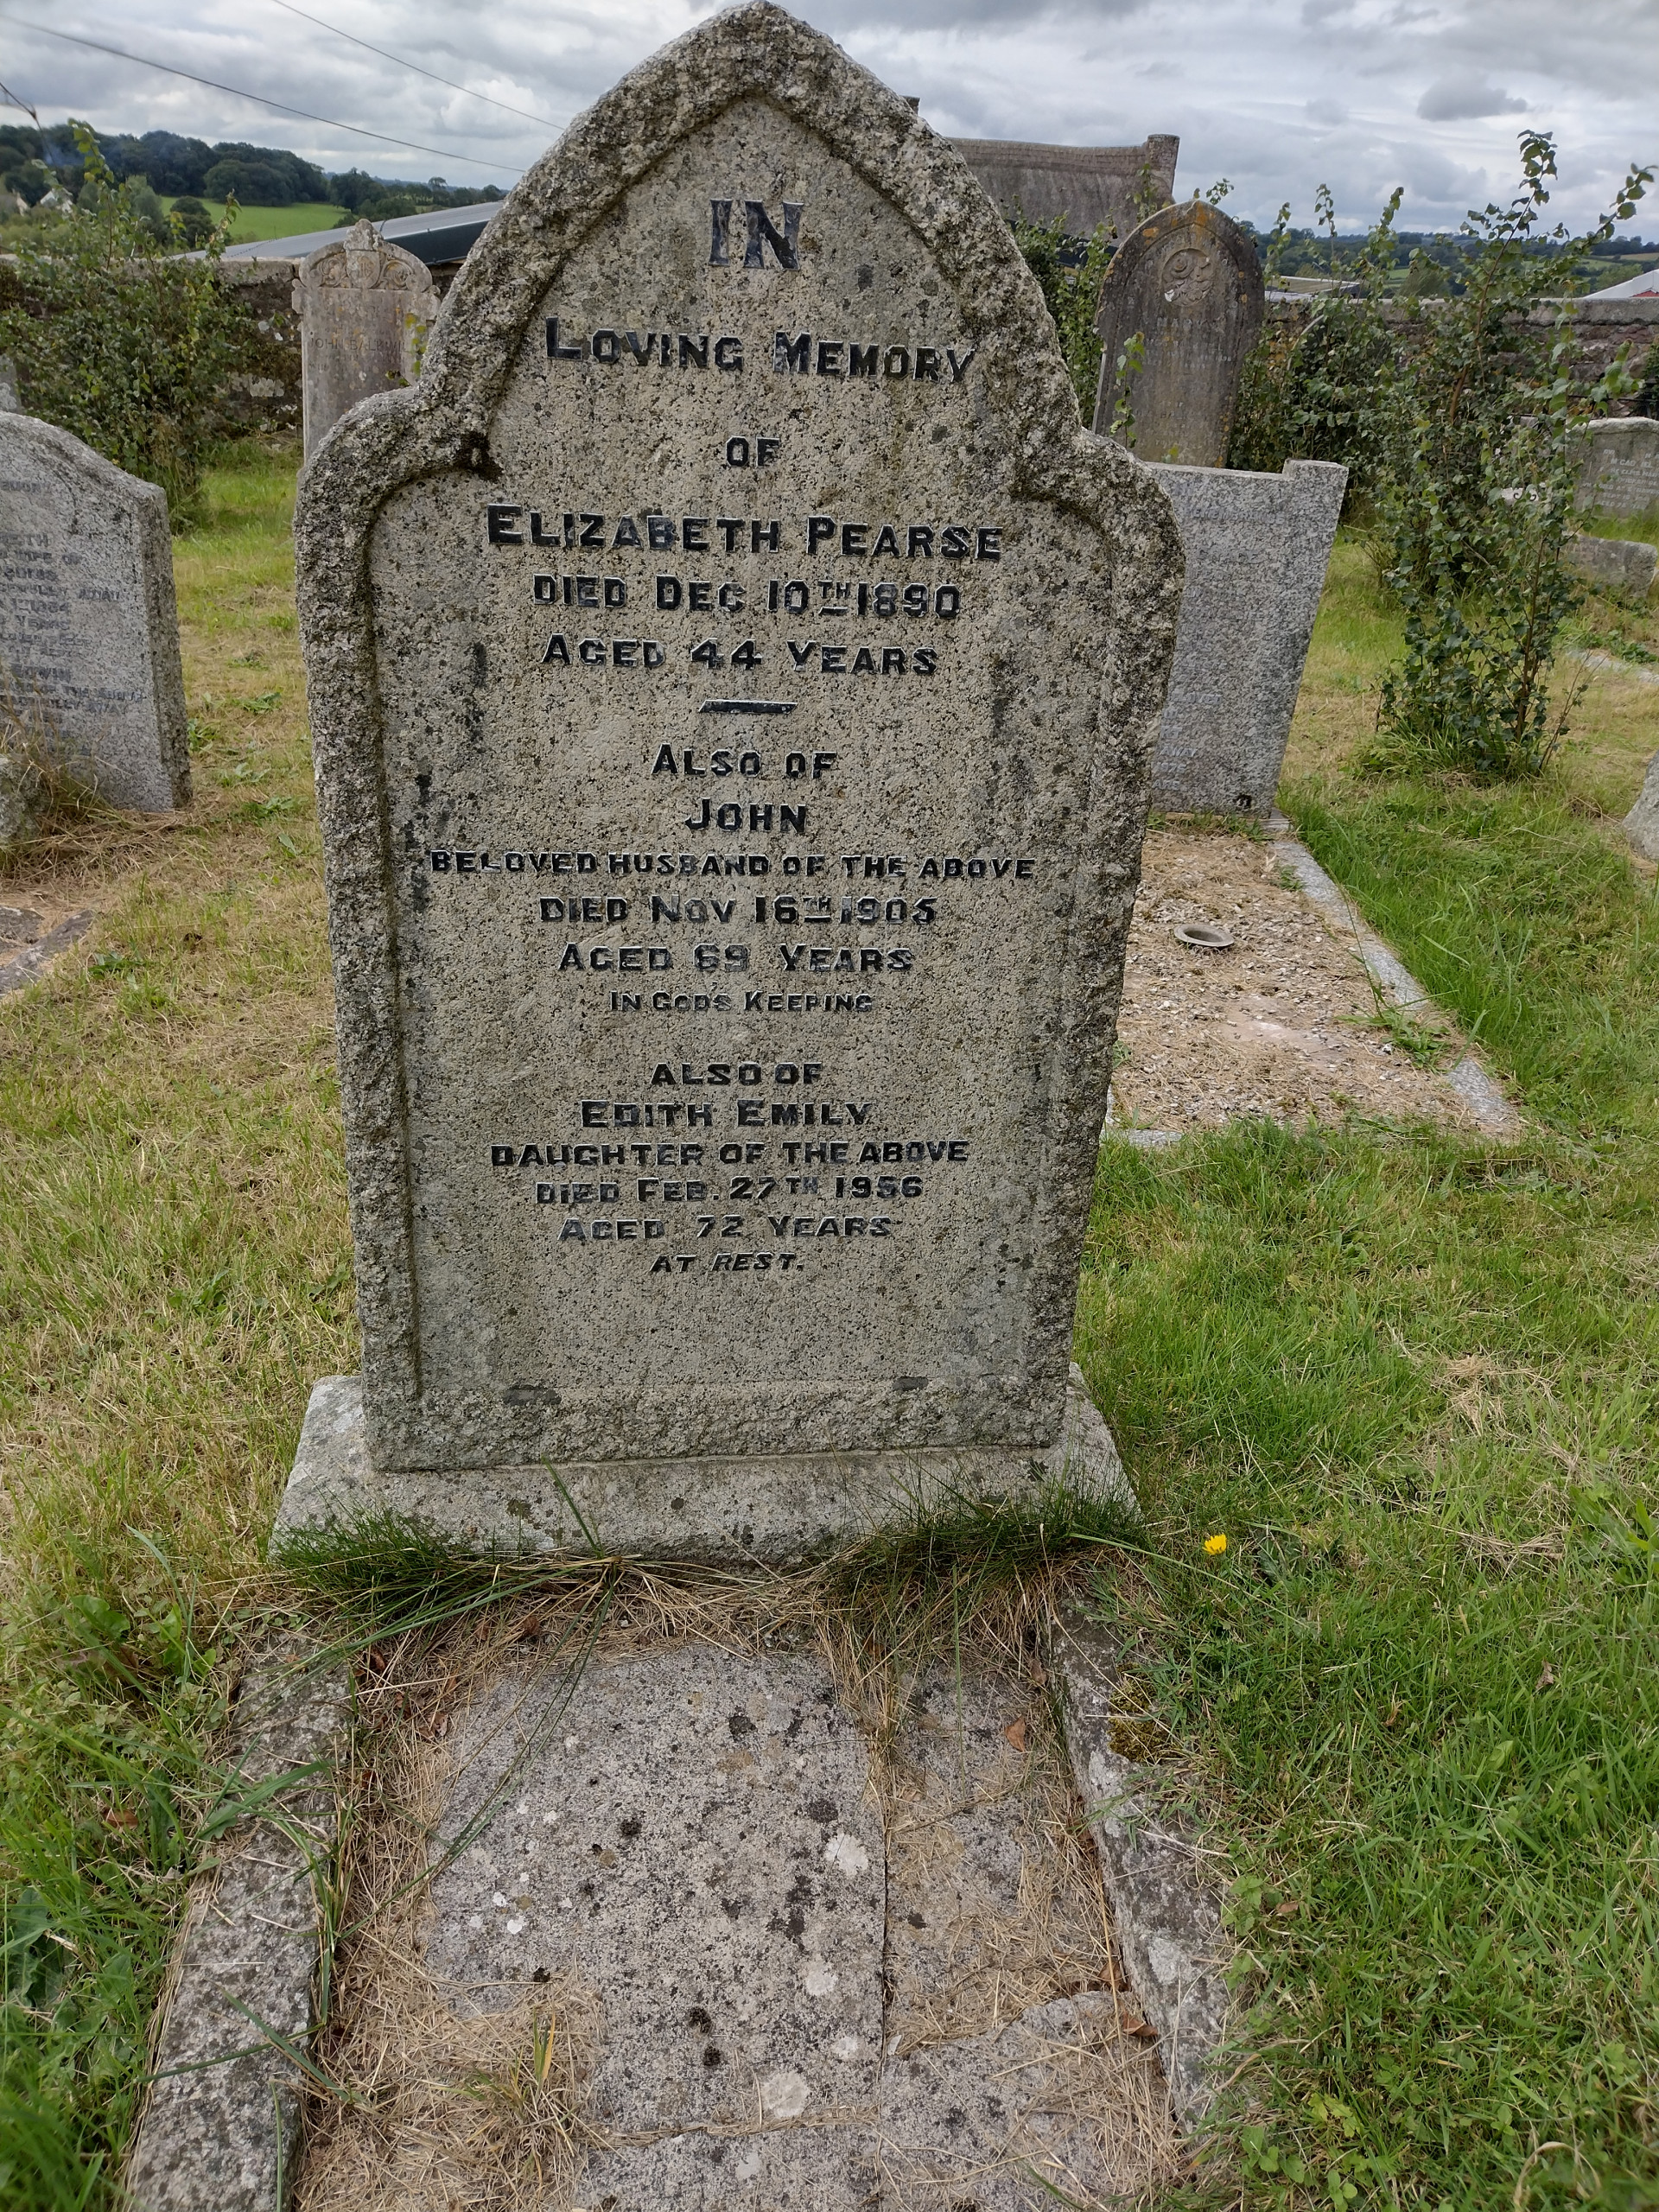 IN
LOVING MEMORY
OF
ELIZABETH PEARSE
DIED DEC 10TH 1890
AGED 44 YEARS
ALSO OF
JOHN
BELOVED HUSBAND OF THE ABOVE
DIED NOV 16TH 1905
AGED 69 YEARS
IN GOD'S KEEPING
ALSO OF
EDITH EMILY
DAUGHTER OF THE ABOVE
DIED FEB. 27TH 1956
AGED 72 YEARS
AT REST.